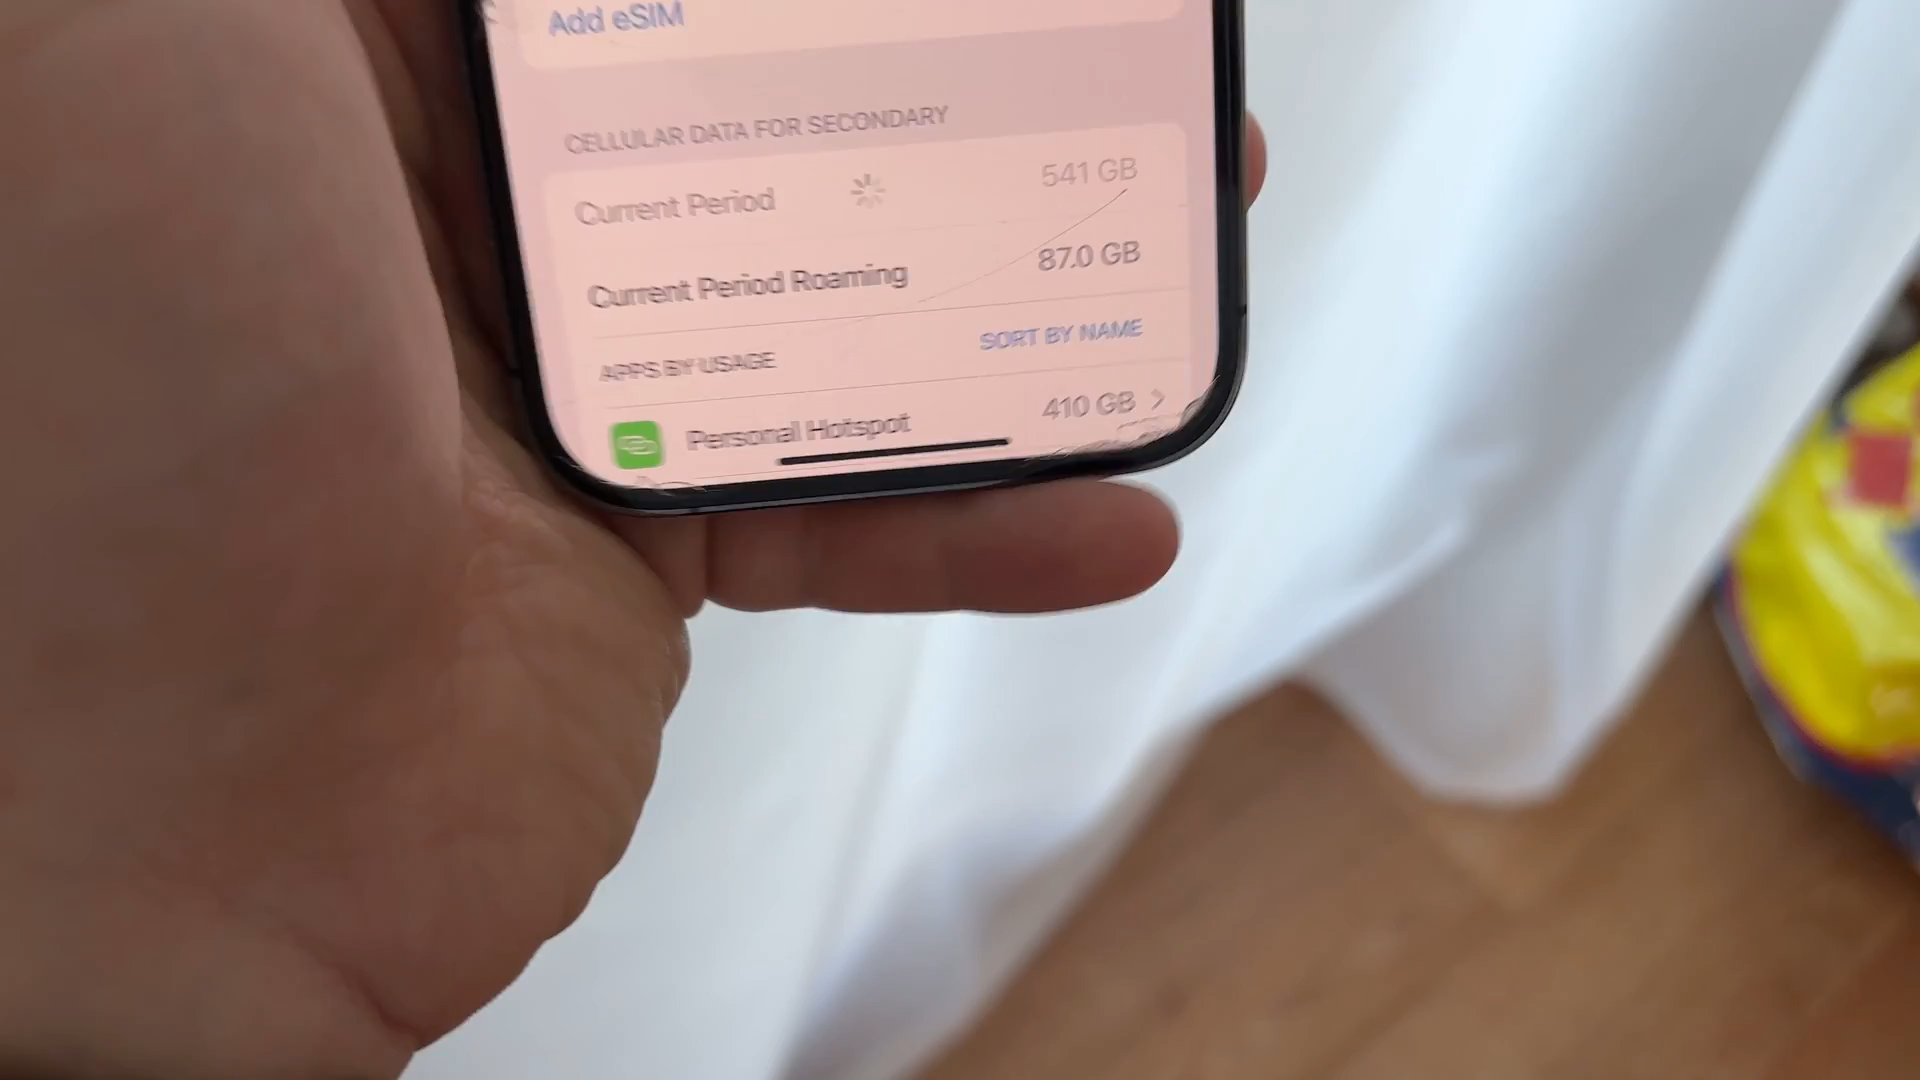 Add eSIM
CELLULAR DATA FOR SECONDARY
Current Period 541 GB
Current Period Roaming 87.0 GB
APPS BY USAGE SORT BY NAME
Personal Hotspot 410 GB